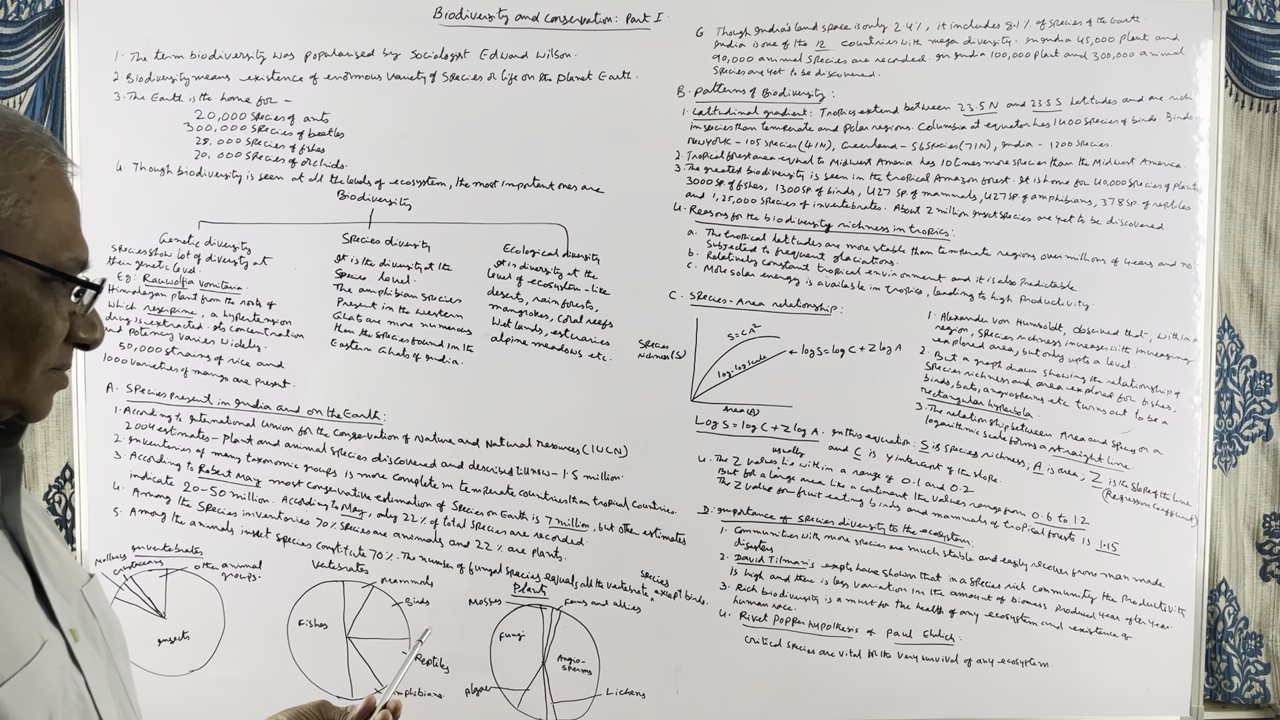 Biodiversity and conservation: Part I
1. The term biodiversity was popularised by Sociologist Edward Wilson.
2. Biodiversity means existence of enormous variety of species or life on the Planet Earth.
3. The Earth is the home for –
20,000 species of ants
300,000 species of beetles
28,000 species of fishes
20,000 species of orchids.
4. Though biodiversity is seen at all the levels of ecosystem, the most important ones are
Biodiversity
Genetic diversity
Species show lot of diversity at
their genetic level.
Eg: Rauwolfia vomitoria
Himalayan plant from the roots of
which reserpine, a hypertension
drug is extracted. Its concentration
and potency varies widely.
50,000 strains of rice and
1000 varieties of mango are present.
Species diversity
It is the diversity at the
Species level.
The amphibian species
Present in the western
Ghats are more numerous
than the species found in the
Eastern Ghats of India.
Ecological diversity
It is diversity at the
level of ecosystem - like
deserts, rain forests,
mangroves, coral reefs
wet lands, estuaries
alpine meadows etc.
A. Species present in India and on the Earth:
1. According to International Union for the Conservation of Nature and Natural Resources (IUCN)
2004 estimates – Plant and animal species discovered and described till now – 1.5 million.
2. Inventories of many taxonomic groups is more complete in temperate countries than tropical countries.
3. According to Robert May most conservative estimation of Species on Earth is 7 million, but other estimates
indicate 20-50 million. According to May, only 22% of total species are recorded.
4. Among the species inventories 70% species are animals and 22% are plants.
5. Among the animals insect species constitute 70%. The number of fungal species equals all the vertebrate species except birds.
Invertebrates
Molluscs
Crustaceans
other animal
groups.
insects
Vertebrates
Mammals
Birds
Fishes
Reptiles
Amphibians
Plants
Mosses
Ferns and allies
Fungi
Angio-
sperms
Algae
Lichens
6. Though India's land space is only 2.4%, it includes 8.1% of species of the Earth.
India is one of the 12 countries with mega diversity. In India 45,000 plant and
90,000 animal species are recorded. In India 100,000 plant and 300,000 animal
species are yet to be discovered.
B. Patterns of Biodiversity:
1. Latitudinal gradient: Tropics extend between 23.5 N and 23.5 S latitudes and are rich
in species than temperate and Polar regions. Columbia at equator has 1400 species of birds. Birds
New York – 105 species (41N), Greenland – 56 species (71N), India – 1200 species.
2. Tropical forest area equal to Midwest America has 10 times more species than the Midwest America.
3. The greatest biodiversity is seen in the tropical Amazon forest. It is home for 40,000 species of plants
3000 sp. of fishes, 1300 sp. of birds, 427 sp. of mammals, 427 sp. of amphibians, 378 sp. of reptiles
and 1,25,000 species of invertebrates. About 2 million insect species are yet to be discovered.
4. Reasons for the biodiversity richness in tropics:
a. The tropical latitudes are more stable than temperate regions over millions of years and not
Subjected to frequent glaciations.
b. Relatively constant tropical environment and it is also Predictable
c. More solar energy is available in tropics, leading to high Productivity.
C. Species - Area relationship:
Species
richness (S)
S = CA^Z
log-log scale
log S = log C + Z log A
Area (A)
1. Alexander von Humboldt, observed that, within a
region, species richness increases with increasing
explored area, but only upto a level.
2. But a graph drawn showing the relationship of
Species richness and area explored for fishes,
birds, bats, angiosperms etc turns out to be a
rectangular hyperbola.
3. The relationship between Area and species on a
logarithmic scale forms a straight line.
Log S = log C + Z log A. In this equation S is species richness, A is area, Z is the slope of the line
(Regression Coefficient)
and C is Y intercept of the slope.
4. The Z values usually lie within a range of 0.1 and 0.2
But for a large area like a continent the values range from 0.6 to 12
The Z value for fruit eating birds and mammals of tropical forests is 1.15
D. Importance of species diversity to the ecosystem:
1. Communities with more species are much stable and easily recover from man made
disasters
2. David Tilman's expts have shown that in a species rich community the Productivity
is high and there is less variation in the amount of biomass produced year after year.
3. Rich biodiversity is a must for the health of any ecosystem and existence of
human race.
4. Rivet Popper hypothesis of Paul Ehrlich:
Critical species are vital for the very survival of any ecosystem.